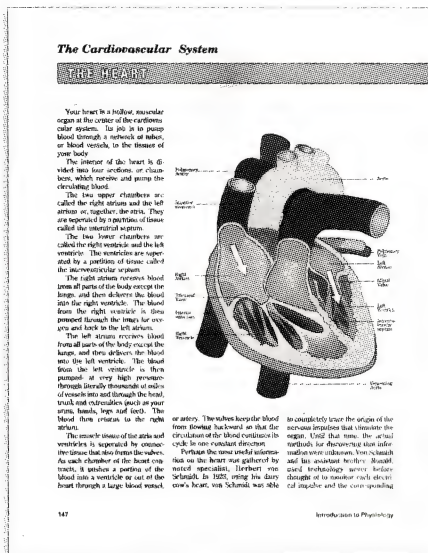 The Cardiovascular System
THE HEART
Your heart is a hollow, muscular
organ at the center of the cardiovas-
cular system. Its job is to pump
blood through a network of tubes,
or blood vessels, to the tissues of
your body
The interior of the heart is di-
vided into four sections, or cham-
bers, which receive and pump the
circulating blood.
The two upper chambers are
called the right atrium and the left
atrium or, together, the atria. They
are seperated by a partition of tissue
called the interatrial septum.
The two lower chambers are
called the right ventricle and the left
ventricle. The ventricles are seper-
ated by a partition of tissue called
the interventricular septum
The right atrium receives blood
from all parts of the body except the
lungs, and then delivers the blood
into the right ventricle. The blood
from the right ventricle is then
pumped through the lungs for oxy-
gen and back to the left atrium.
The left atrium receives blood
from all parts of the body except the
lungs, and then delivers the blood
into the left ventricle. The blood
from the left ventricle is then
pumped at very high pressure
through literally thousands of miles
of vessels into and through the head,
trunk and extremities (such as your
arms, hands, legs and feet). The
blood then returns to the right
atrium.
The muscle tissue of the atria and
ventricles is seperated by connec-
tive tissue that also forms the valves.
As each chamber of the heart con-
tracts, it pushes a portion of the
blood into a ventricle or out of the
heart through a large blood vessel,
or artery. The valves keep the blood
from flowing backward so that the
circulation of the blood continues its
cycle in one constant direction
Perhaps the most useful informa-
tion on the heart was gathered by
noted specialist, Herbert von
Schmidt. In 1923, using his dairy
cow's heart, von Schmidt was able
to completely trace the origin of the
nervous impulses that stimulate the
organ. Until that time, the actual
methods for discovering that infor-
mation were unknown. Von Schmidt
and his assistant brother,
used technology never before
thought of to monitor each electri-
cal impulse and the corresponding
Pulmonary
Artery
Aorta
Superior
Pulmonary
Vein
Left
Atrium
Mitral
Valve
Right
Atrium
Left
Ventricle
Right
Ventricle
147
Introduction to Physiology